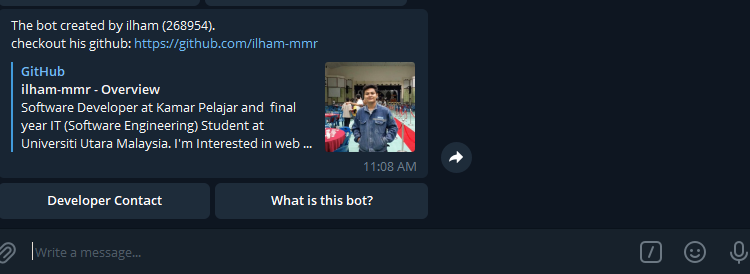 The bot created by ilham (268954).
checkout his github: https://github.com/ilham-mmr
GitHub
ilham-mmr - Overview
Software Developer at Kamar Pelajar and final
year IT (Software Engineering) Student at
Universiti Utara Malaysia. I'm Interested in web ...
11:08 AM
Developer Contact
What is this bot?
Write a message...